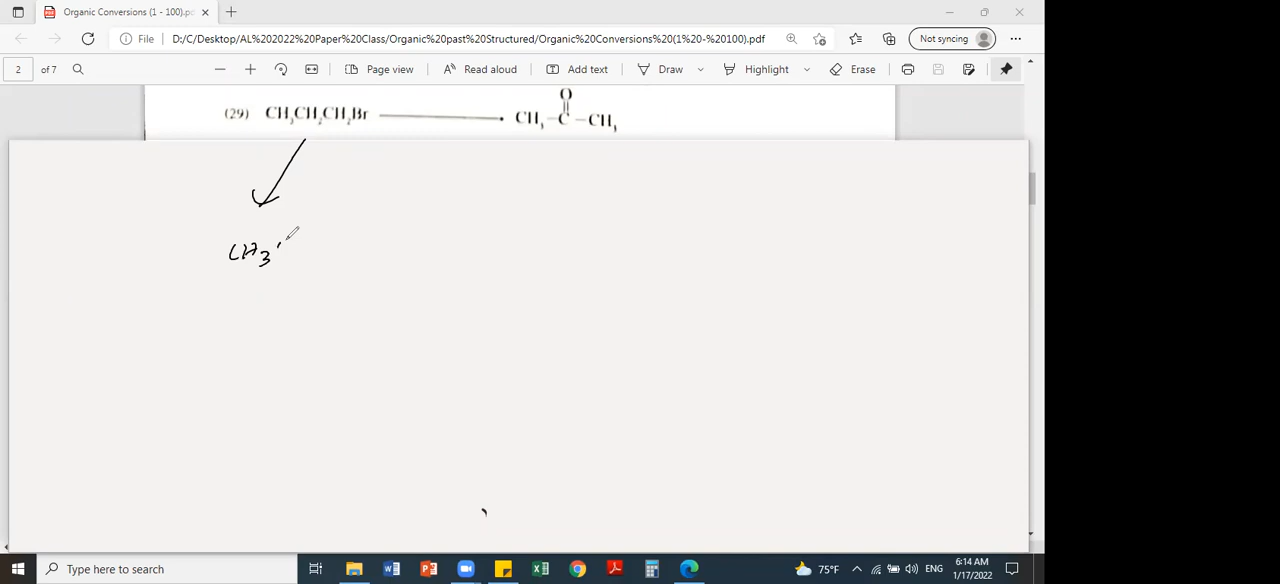 Organic Conversions (1 - 100).pd
File D:/C/Desktop/AL%202022%20Paper%20Class/Organic%20past%20Structured/Organic%20Conversions%20(1%20-%20100).pdf Not syncing
2 of 7 Page view Read aloud Add text Draw Highlight Erase
O
(29) CH₃CH₂CH₂Br CH₃ – C – CH₃
CH3
Type here to search 75°F ENG 6:14 AM
1/17/2022